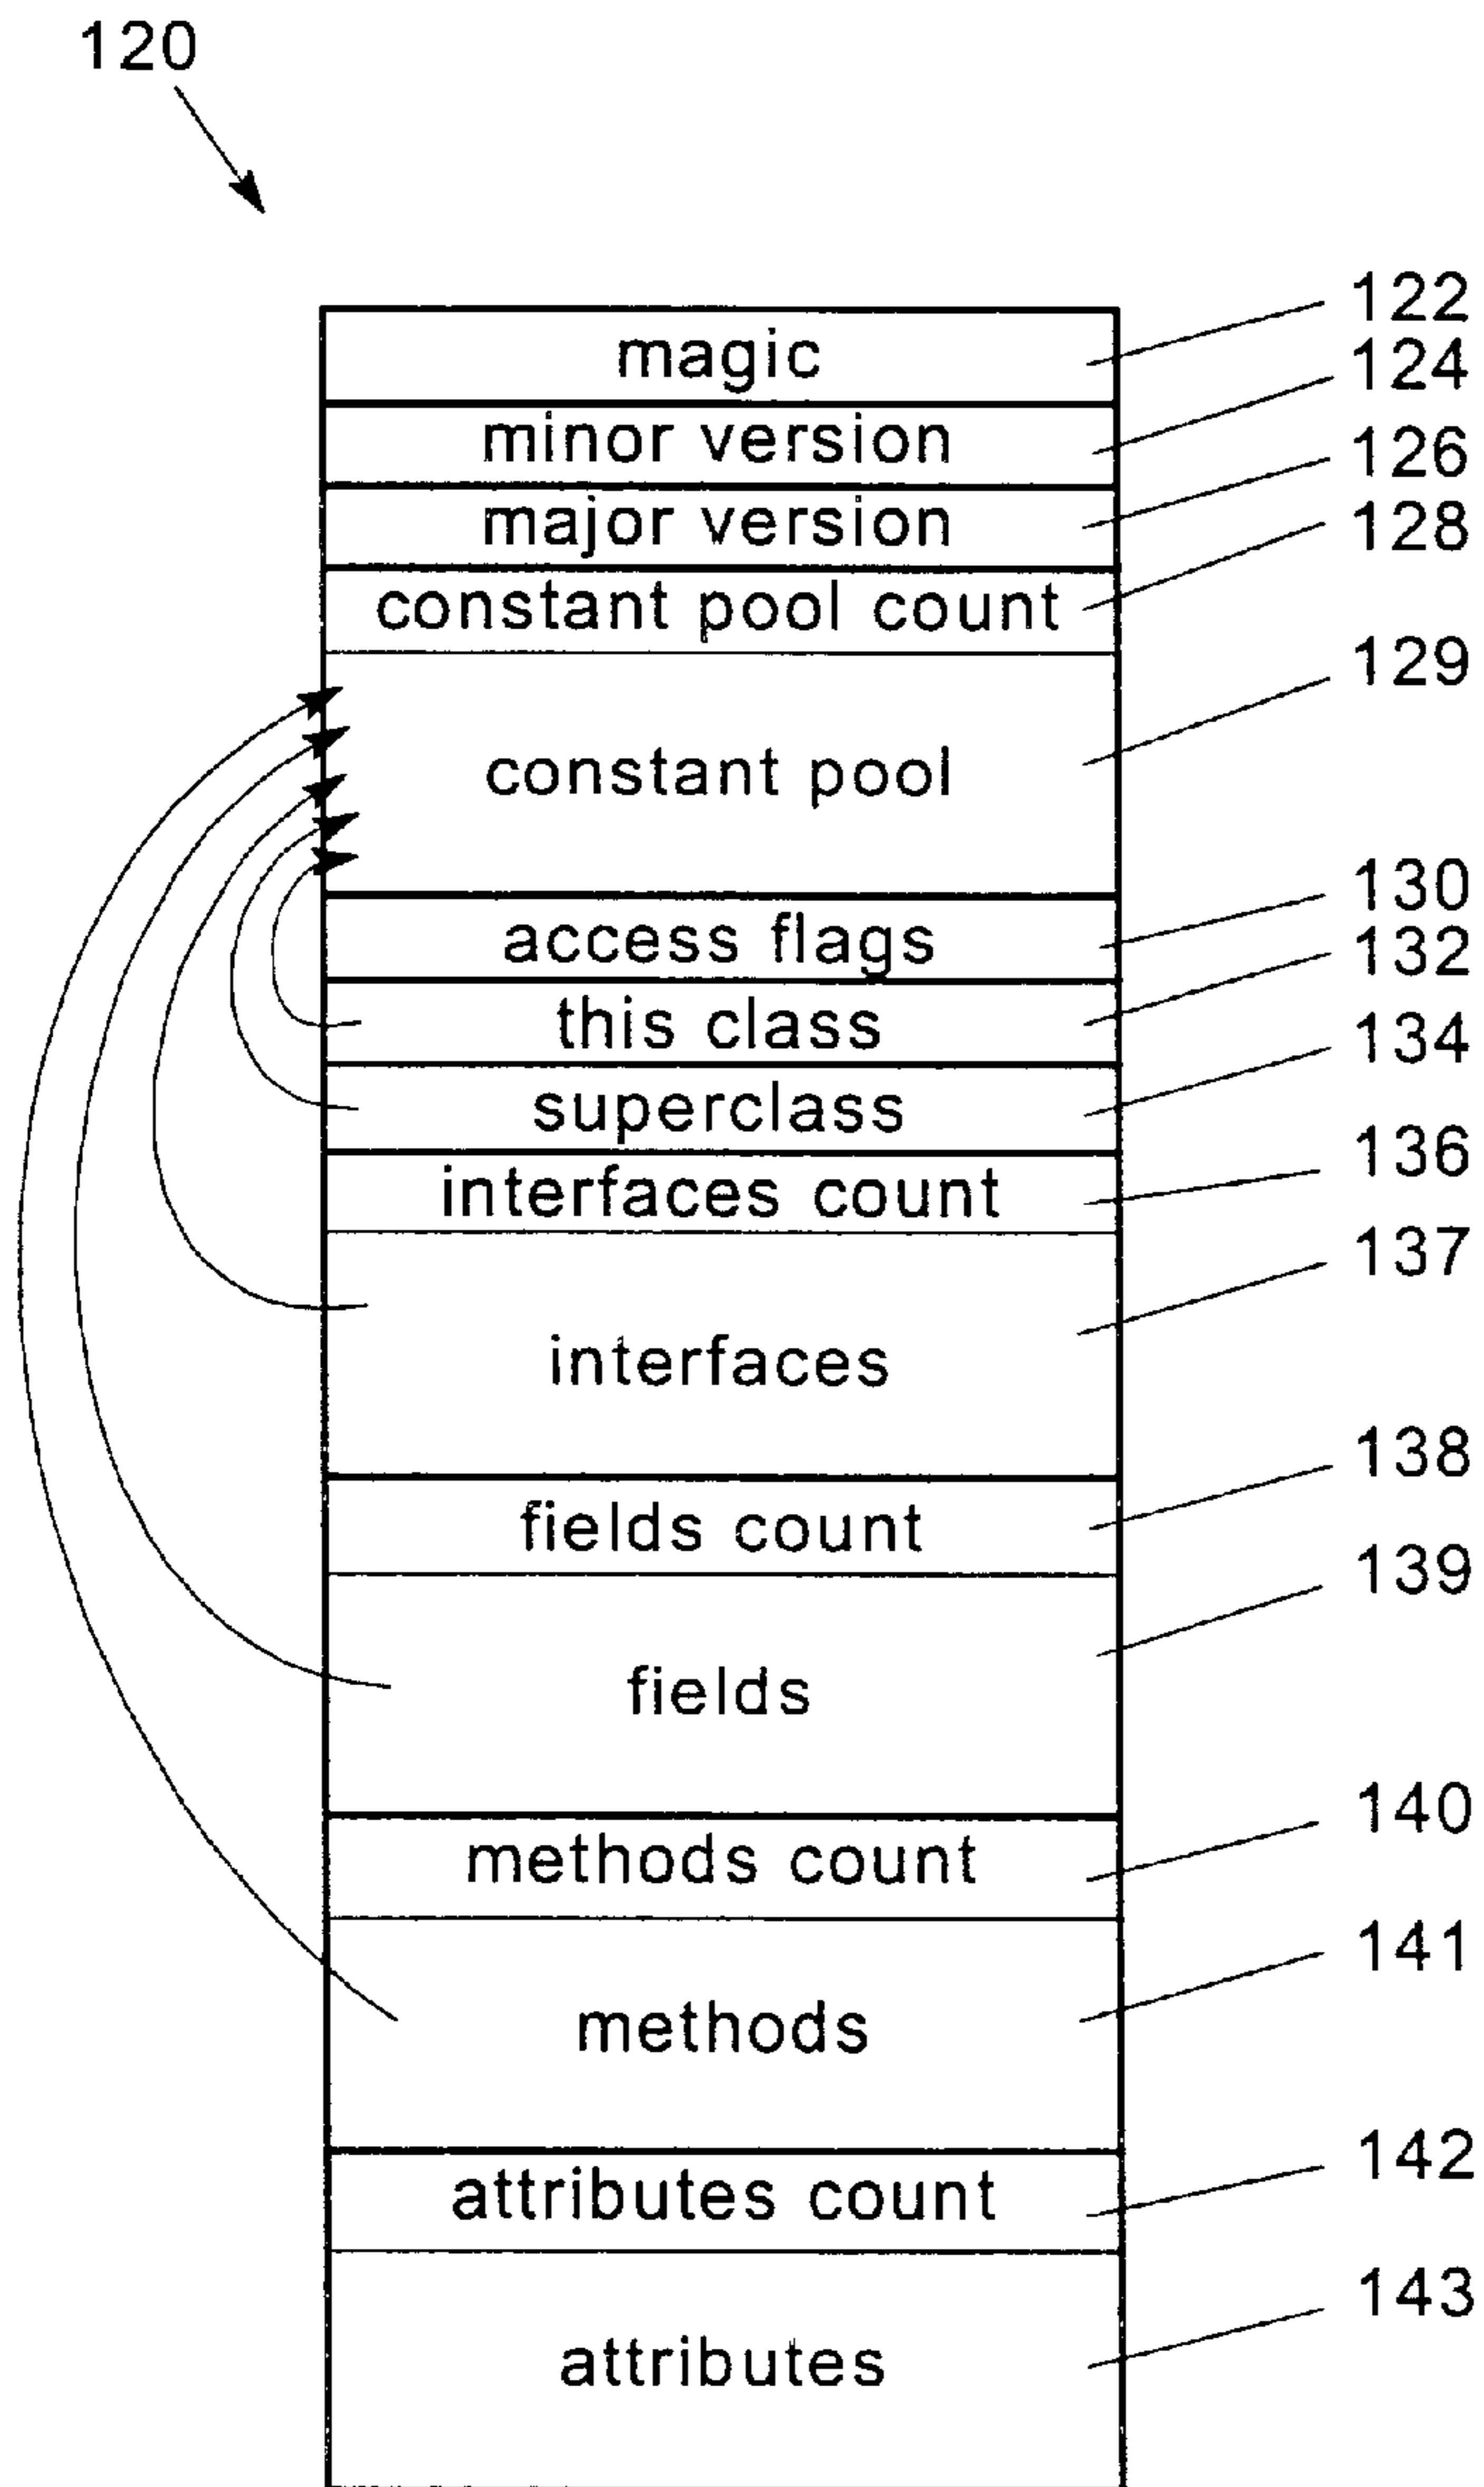 120
magic 122
minor version 124
major version 126
constant pool count 128
constant pool 129
access flags 130
this class 132
superclass 134
interfaces count 136
interfaces 137
fields count 138
fields 139
methods count 140
methods 141
attributes count 142
attributes 143